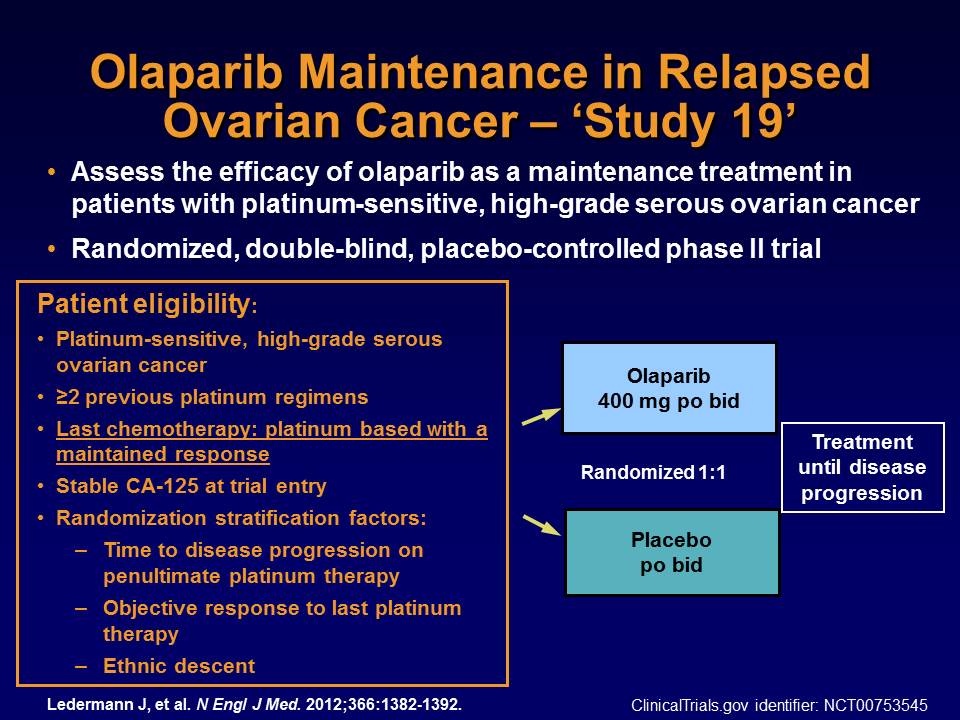 Olaparib Maintenance in Relapsed
Ovarian Cancer – ‘Study 19’
• Assess the efficacy of olaparib as a maintenance treatment in
patients with platinum-sensitive, high-grade serous ovarian cancer
• Randomized, double-blind, placebo-controlled phase II trial
Patient eligibility:
• Platinum-sensitive, high-grade serous
ovarian cancer
• ≥2 previous platinum regimens
• Last chemotherapy: platinum based with a
maintained response
• Stable CA-125 at trial entry
• Randomization stratification factors:
– Time to disease progression on
penultimate platinum therapy
– Objective response to last platinum
therapy
– Ethnic descent
Olaparib
400 mg po bid
Randomized 1:1
Placebo
po bid
Treatment
until disease
progression
Ledermann J, et al. N Engl J Med. 2012;366:1382-1392.
ClinicalTrials.gov identifier: NCT00753545